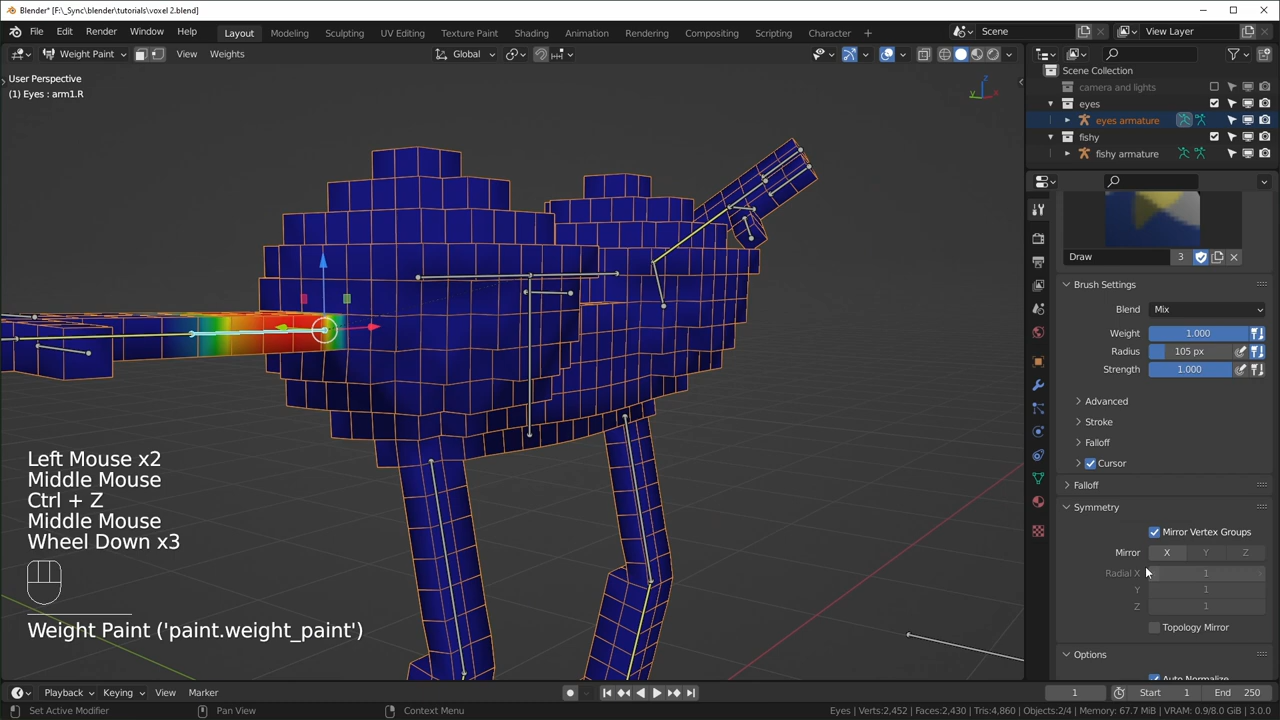 Blender* [F:\_Sync\blender\tutorials\voxel 2.blend]
File Edit Render Window Help Layout Modeling Sculpting UV Editing Texture Paint Shading Animation Rendering Compositing Scripting Character + Scene View Layer
Weight Paint View Weights Global
User Perspective
(1) Eyes : arm1.R
Scene Collection
camera and lights
eyes
eyes armature
fishy
fishy armature
Draw 3
Brush Settings
Blend Mix
Weight 1.000
Radius 105 px
Strength 1.000
Advanced
Stroke
Falloff
Cursor
Falloff
Symmetry
Mirror Vertex Groups
Mirror X Y Z
Radial X 1
Y 1
Z 1
Topology Mirror
Options
Auto Normalize
Left Mouse x2
Middle Mouse
Ctrl + Z
Middle Mouse
Wheel Down x3
Weight Paint ('paint.weight_paint')
Playback Keying View Marker 1 Start 1 End 250
Set Active Modifier Pan View Context Menu Eyes | Verts:2,452 | Faces:2,430 | Tris:4,860 | Objects:2/4 | Memory: 67.7 MiB | VRAM: 0.9/8.0 GiB | 3.0.0